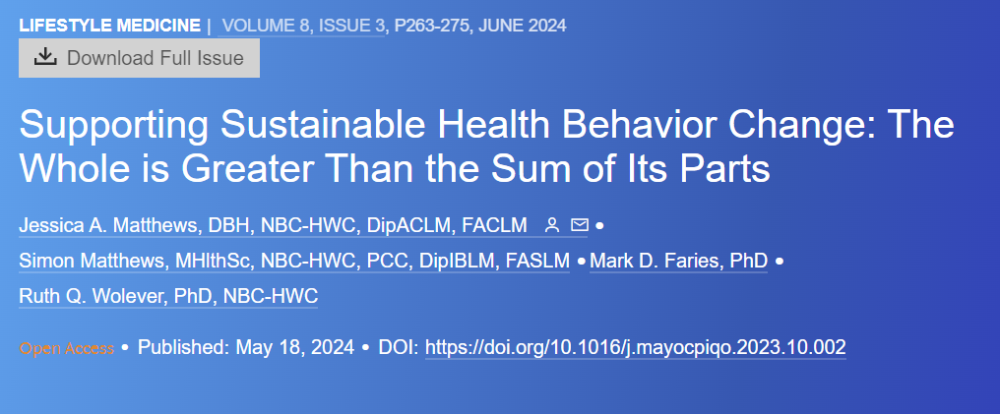 LIFESTYLE MEDICINE | VOLUME 8, ISSUE 3, P263-275, JUNE 2024
Download Full Issue
Supporting Sustainable Health Behavior Change: The
Whole is Greater Than the Sum of Its Parts
Jessica A. Matthews, DBH, NBC-HWC, DipACLM, FACLM •
Simon Matthews, MHlthSc, NBC-HWC, PCC, DipIBLM, FASLM • Mark D. Faries, PhD •
Ruth Q. Wolever, PhD, NBC-HWC
Open Access • Published: May 18, 2024 • DOI: https://doi.org/10.1016/j.mayocpiqo.2023.10.002